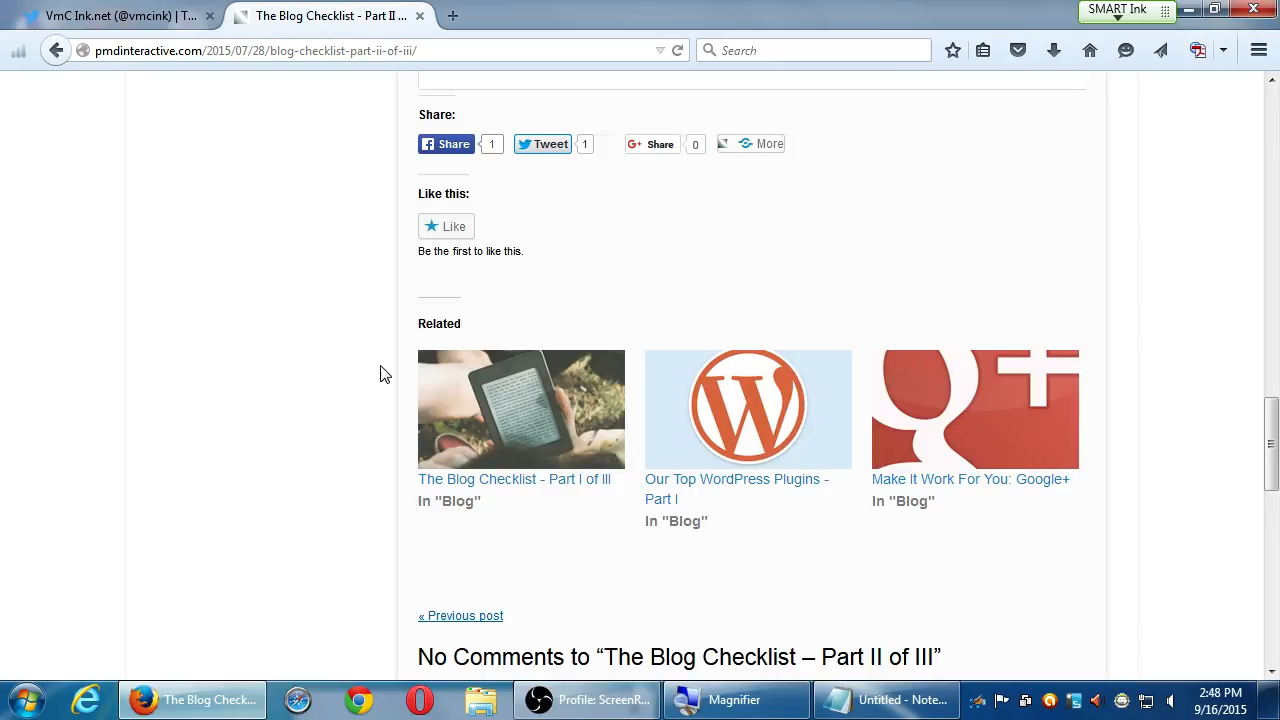 VmC Ink.net (@vmcink) | T...
The Blog Checklist - Part II ...
SMART Ink
pmdinteractive.com/2015/07/28/blog-checklist-part-ii-of-iii/
Search
Share:
Share 1
Tweet 1
G+ Share 0
More
Like this:
Like
Be the first to like this.
Related
The Blog Checklist - Part I of III
In "Blog"
Our Top WordPress Plugins -
Part I
In "Blog"
Make It Work For You: Google+
In "Blog"
« Previous post
No Comments to “The Blog Checklist – Part II of III”
The Blog Check...
Profile: ScreenR...
Magnifier
Untitled - Note...
2:48 PM
9/16/2015